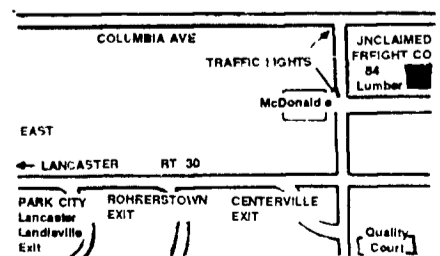 COLUMBIA AVE
UNCLAIMED
FREIGHT CO
84
Lumber
TRAFFIC LIGHTS
McDonald
EAST
← LANCASTER RT 30
PARK CITY
Lancaster
Landisville
Exit
ROHRERSTOWN
EXIT
CENTERVILLE
EXIT
Quality
Court